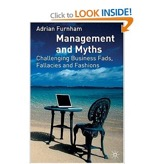 Click to LOOK INSIDE!
Adrian Furnham
Management
and Myths
Challenging Business Fads,
Fallacies and Fashions